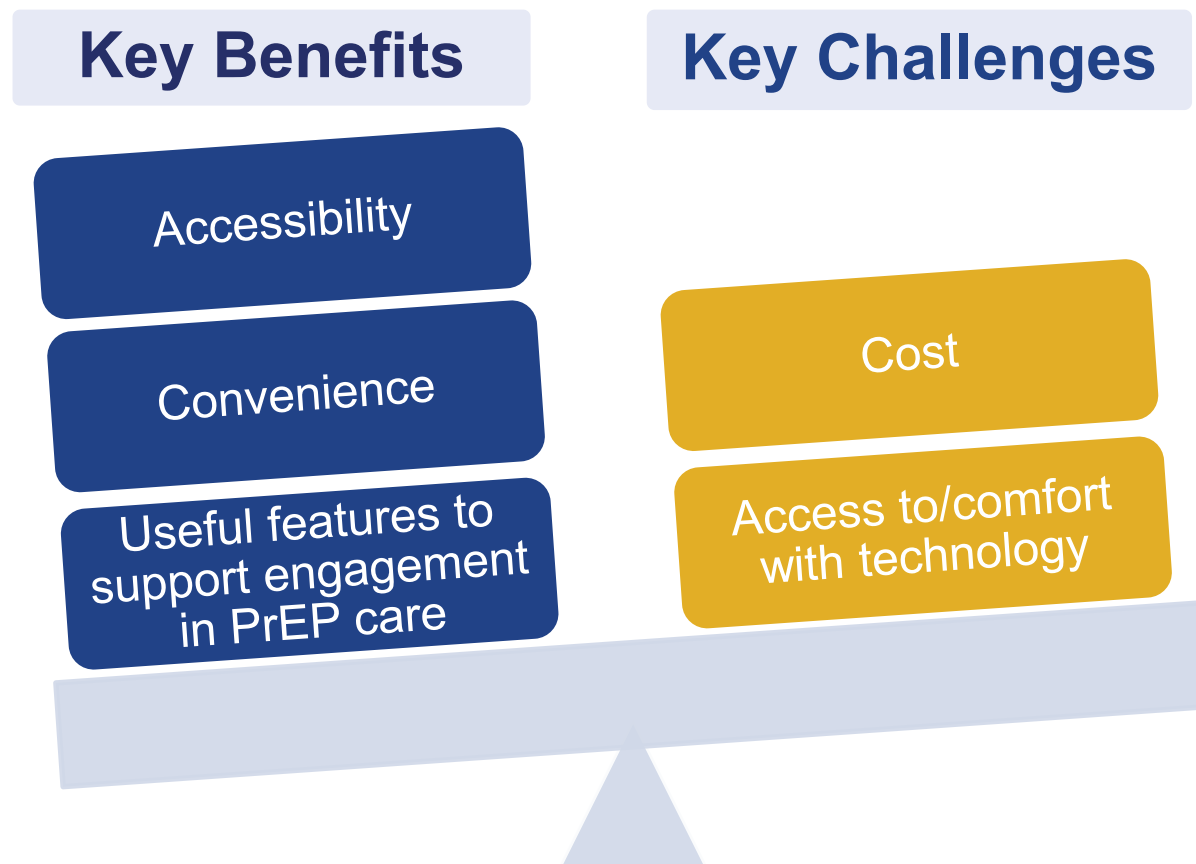 Key Benefits
Key Challenges
Accessibility
Convenience
Useful features to
support engagement
in PrEP care
Cost
Access to/comfort
with technology